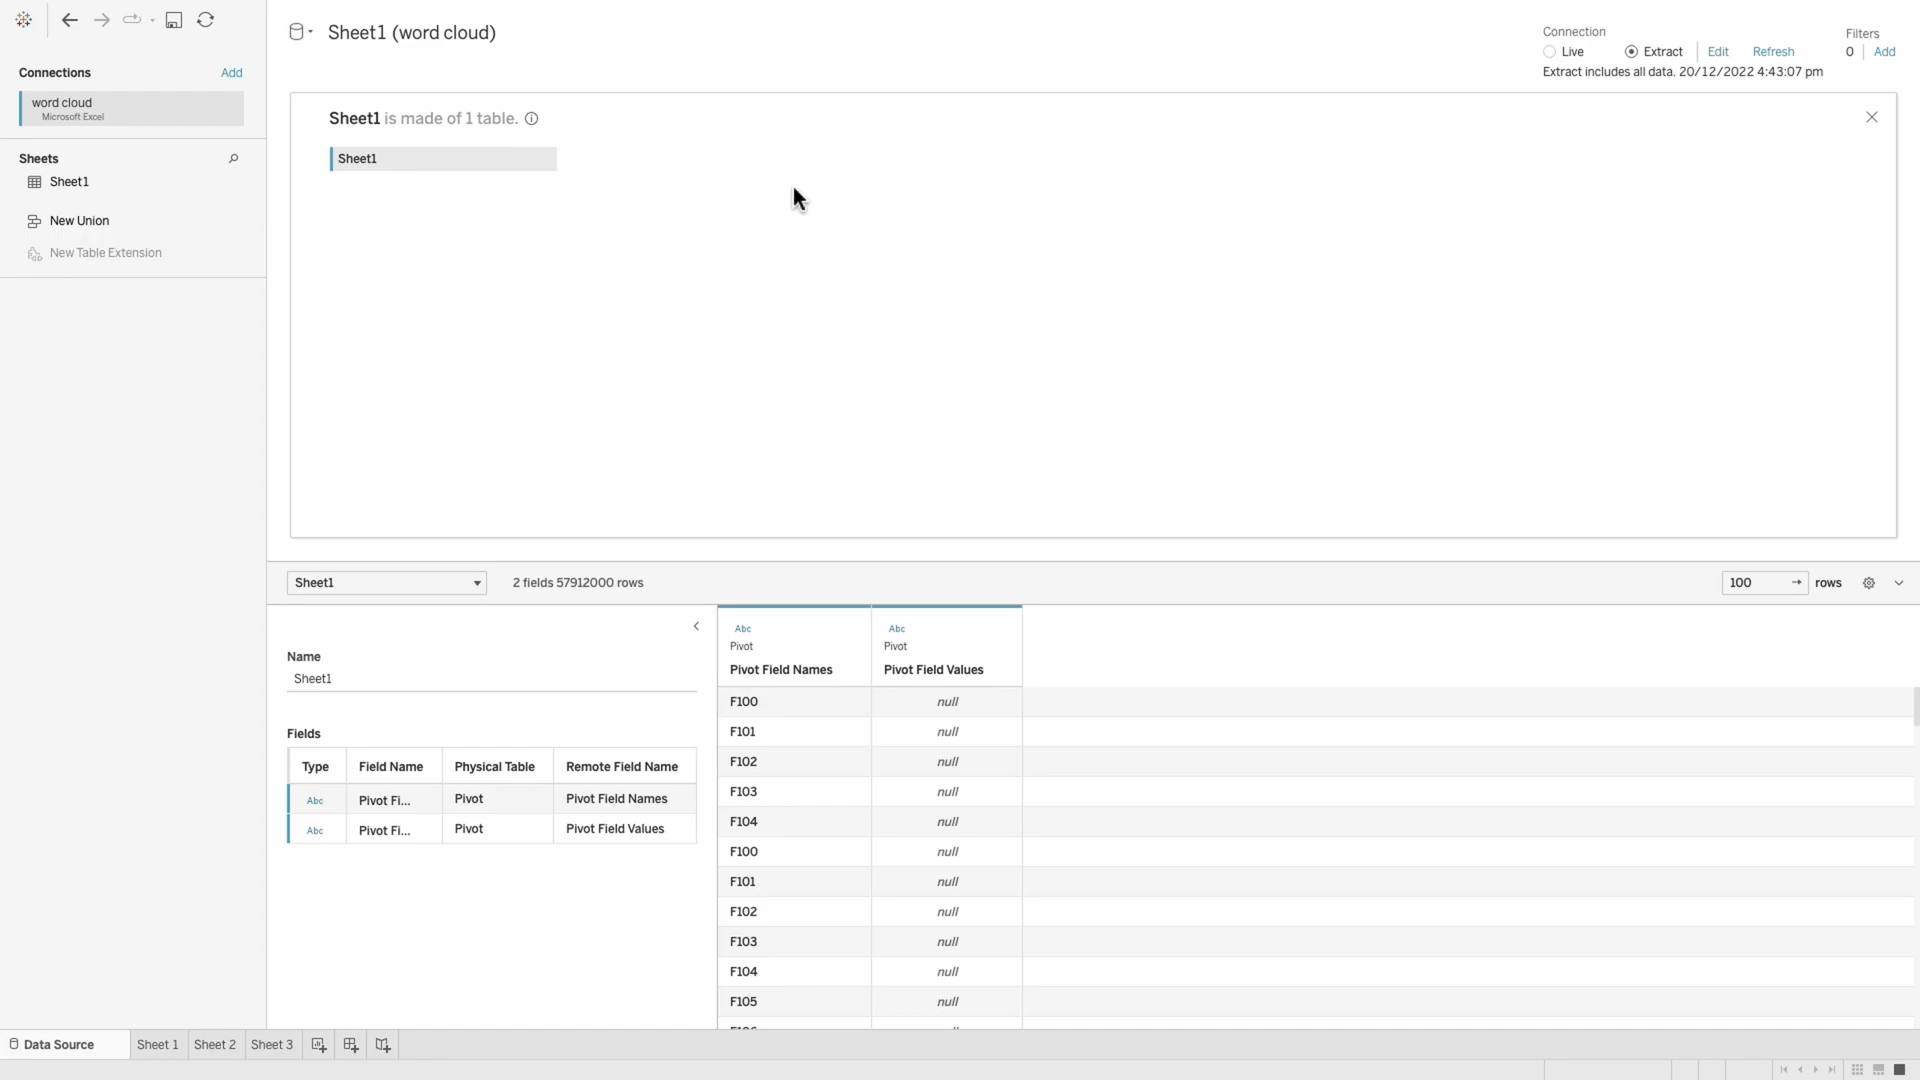 Connections Add
word cloud
Microsoft Excel
Sheets
Sheet1
New Union
New Table Extension
Sheet1 (word cloud)
Connection
Live Extract Edit Refresh
Extract includes all data. 20/12/2022 4:43:07 pm
Filters
0 Add
Sheet1 is made of 1 table.
Sheet1
Sheet1 2 fields 57912000 rows 100 rows
Name
Sheet1
Fields
Type Field Name Physical Table Remote Field Name
Abc Pivot Fi... Pivot Pivot Field Names
Abc Pivot Fi... Pivot Pivot Field Values
Abc Abc
Pivot Pivot
Pivot Field Names Pivot Field Values
F100 null
F101 null
F102 null
F103 null
F104 null
F100 null
F101 null
F102 null
F103 null
F104 null
F105 null
Data Source Sheet 1 Sheet 2 Sheet 3